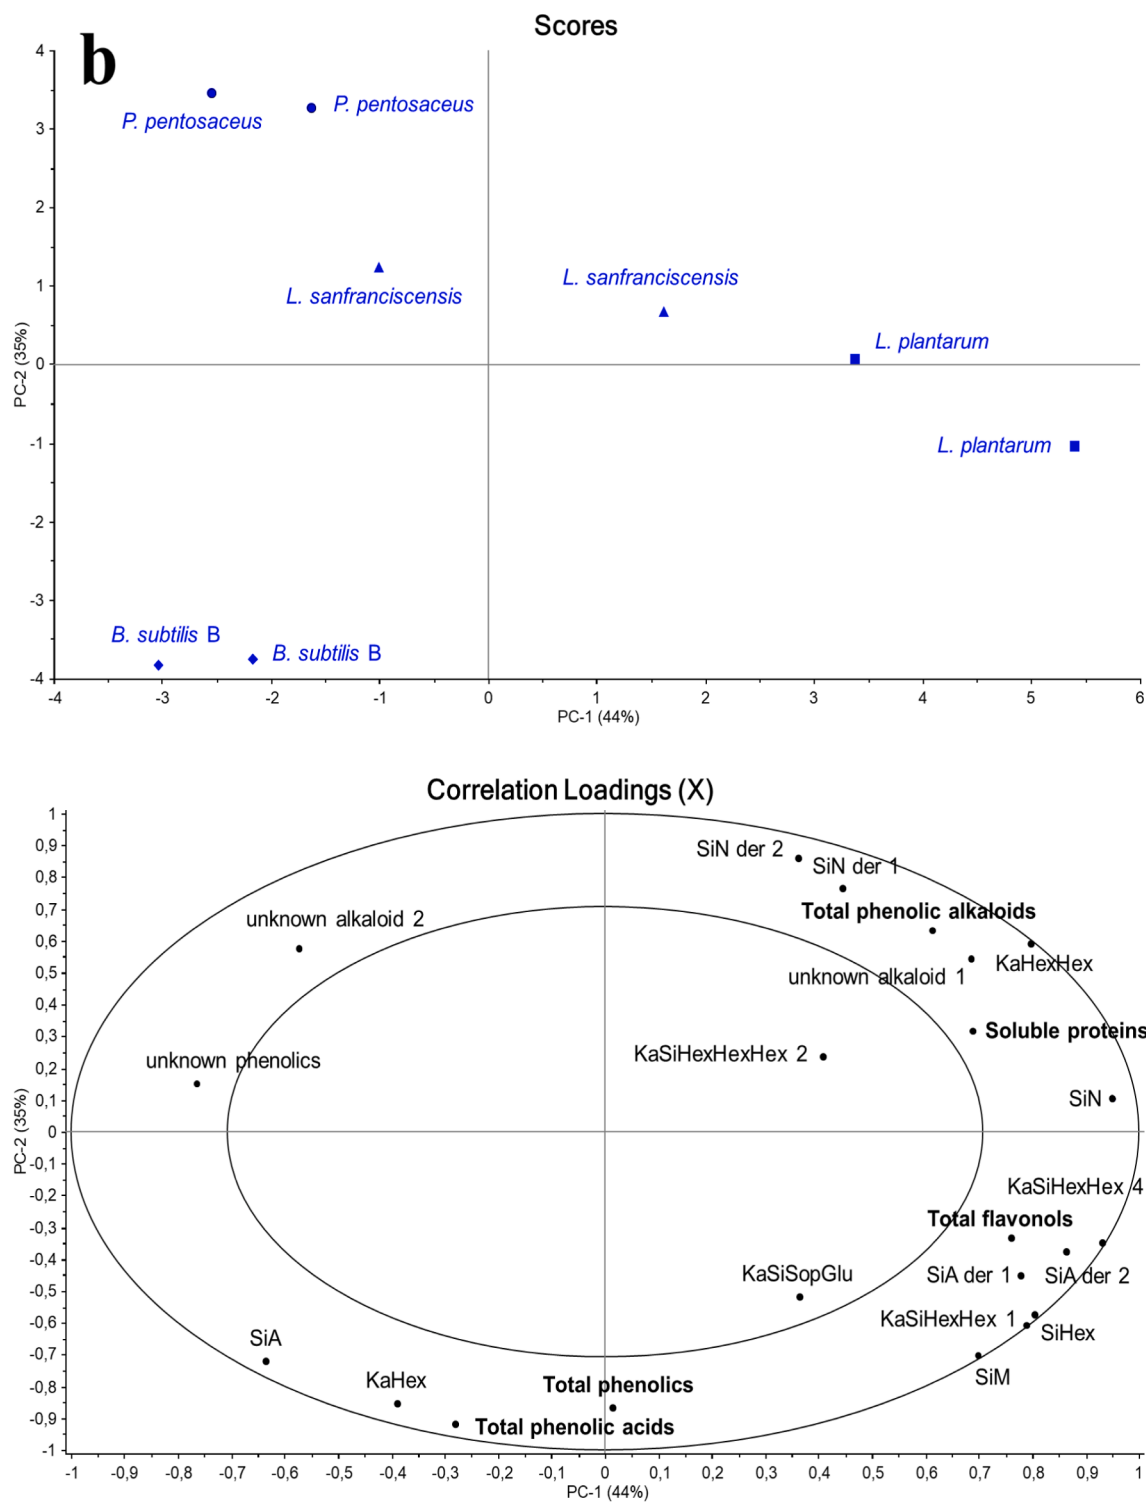 Scores
b
4
3
2
1
0
-1
-2
-3
-4
PC-2 (35%)
P. pentosaceus
P. pentosaceus
L. sanfranciscensis
L. sanfranciscensis
L. plantarum
L. plantarum
B. subtilis B
B. subtilis B
-4 -3 -2 -1 0 1 2 3 4 5 6
PC-1 (44%)
Correlation Loadings (X)
1
0,9
0,8
0,7
0,6
0,5
0,4
0,3
0,2
0,1
0
-0,1
-0,2
-0,3
-0,4
-0,5
-0,6
-0,7
-0,8
-0,9
-1
PC-2 (35%)
SiN der 2
SiN der 1
Total phenolic alkaloids
unknown alkaloid 2
KaHexHex
unknown alkaloid 1
Soluble proteins
KaSiHexHexHex 2
unknown phenolics
SiN
KaSiHexHex 4
Total flavonols
KaSiSopGlu
SiA der 1
SiA der 2
KaSiHexHex 1
SiHex
SiA
SiM
KaHex
Total phenolics
Total phenolic acids
-1 -0,9 -0,8 -0,7 -0,6 -0,5 -0,4 -0,3 -0,2 -0,1 0 0,1 0,2 0,3 0,4 0,5 0,6 0,7 0,8 0,9 1
PC-1 (44%)